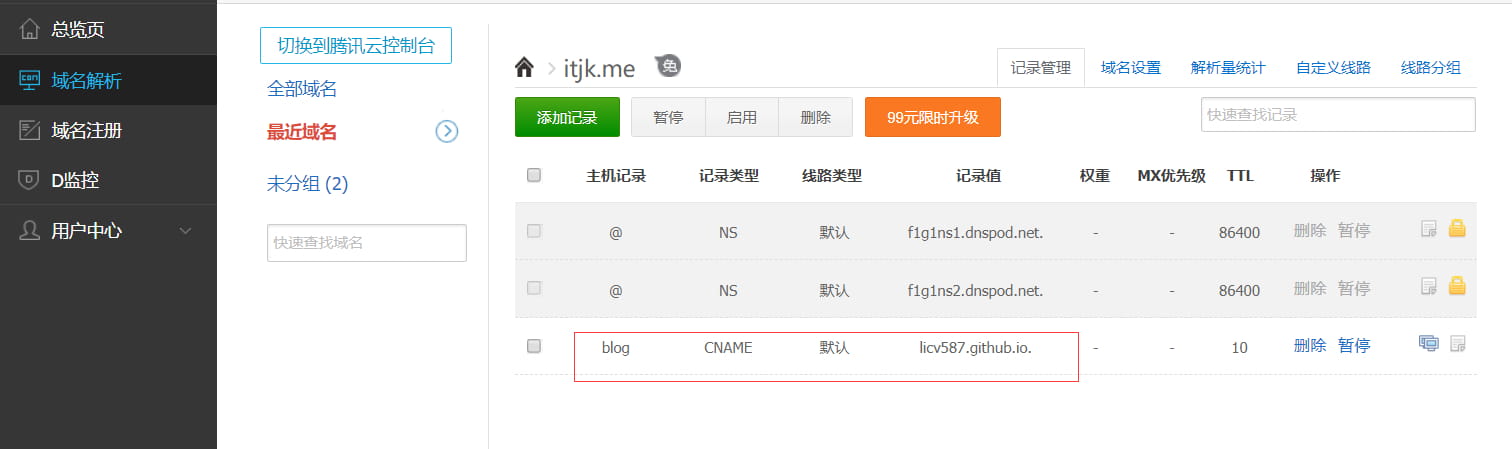 总览页
域名解析
域名注册
D监控
用户中心
切换到腾讯云控制台
全部域名
最近域名
未分组 (2)
快速查找域名
itjk.me 免
记录管理 域名设置 解析量统计 自定义线路 线路分组
添加记录 暂停 启用 删除 99元限时升级 快速查找记录
主机记录 记录类型 线路类型 记录值 权重 MX优先级 TTL 操作
@ NS 默认 f1g1ns1.dnspod.net. - - 86400 删除 暂停
@ NS 默认 f1g1ns2.dnspod.net. - - 86400 删除 暂停
blog CNAME 默认 licv587.github.io. - - 10 删除 暂停